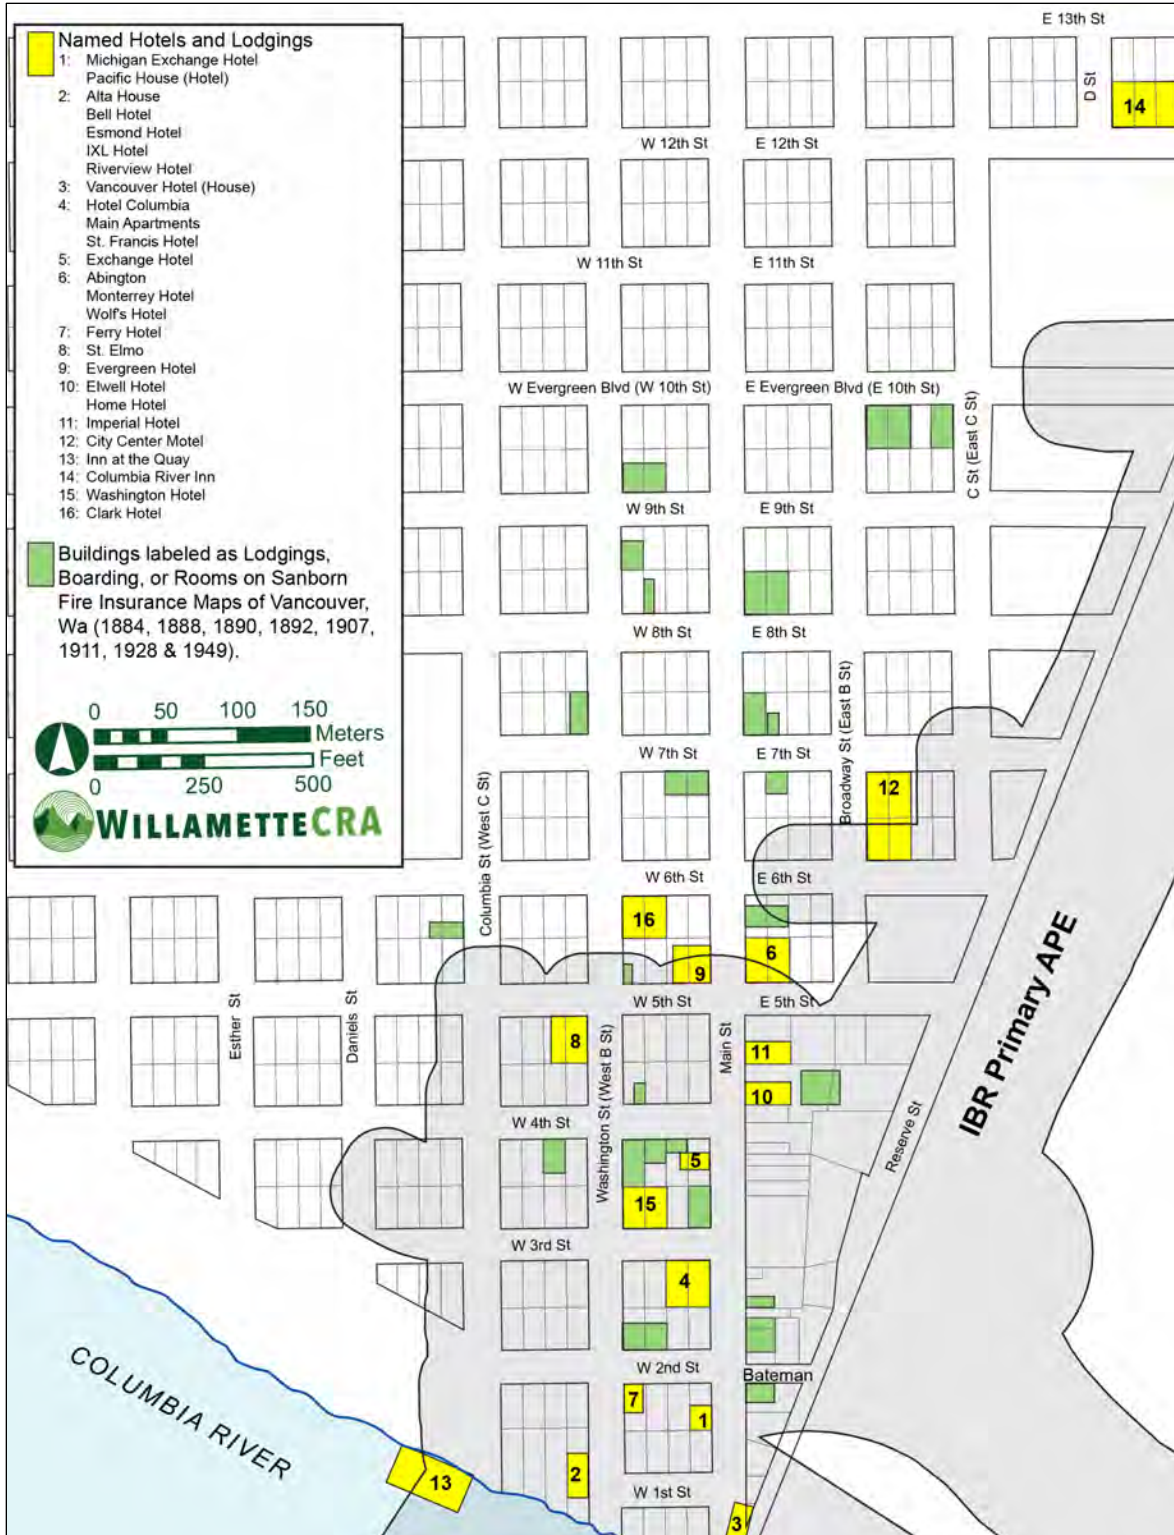 Named Hotels and Lodgings
1: Michigan Exchange Hotel
Pacific House (Hotel)
2: Alta House
Bell Hotel
Esmond Hotel
IXL Hotel
Riverview Hotel
3: Vancouver Hotel (House)
4: Hotel Columbia
Main Apartments
St. Francis Hotel
5: Exchange Hotel
6: Abington
Monterrey Hotel
Wolf's Hotel
7: Ferry Hotel
8: St. Elmo
9: Evergreen Hotel
10: Elwell Hotel
Home Hotel
11: Imperial Hotel
12: City Center Motel
13: Inn at the Quay
14: Columbia River Inn
15: Washington Hotel
16: Clark Hotel
Buildings labeled as Lodgings,
Boarding, or Rooms on Sanborn
Fire Insurance Maps of Vancouver,
Wa (1884, 1888, 1890, 1892, 1907,
1911, 1928 & 1949).
0 50 100 150
Meters
Feet
0 250 500
WILLAMETTECRA
E 13th St
D St
14
W 12th St
E 12th St
W 11th St
E 11th St
W Evergreen Blvd (W 10th St)
E Evergreen Blvd (E 10th St)
C St (East C St)
W 9th St
E 9th St
W 8th St
E 8th St
Broadway St (East B St)
W 7th St
E 7th St
12
Columbia St (West C St)
W 6th St
E 6th St
16
6
9
W 5th St
E 5th St
Esther St
Daniels St
8
Washington St (West B St)
Main St
11
10
IBR Primary APE
Reserve St
W 4th St
5
15
W 3rd St
4
W 2nd St
Bateman
7
1
COLUMBIA RIVER
13
2
W 1st St
3